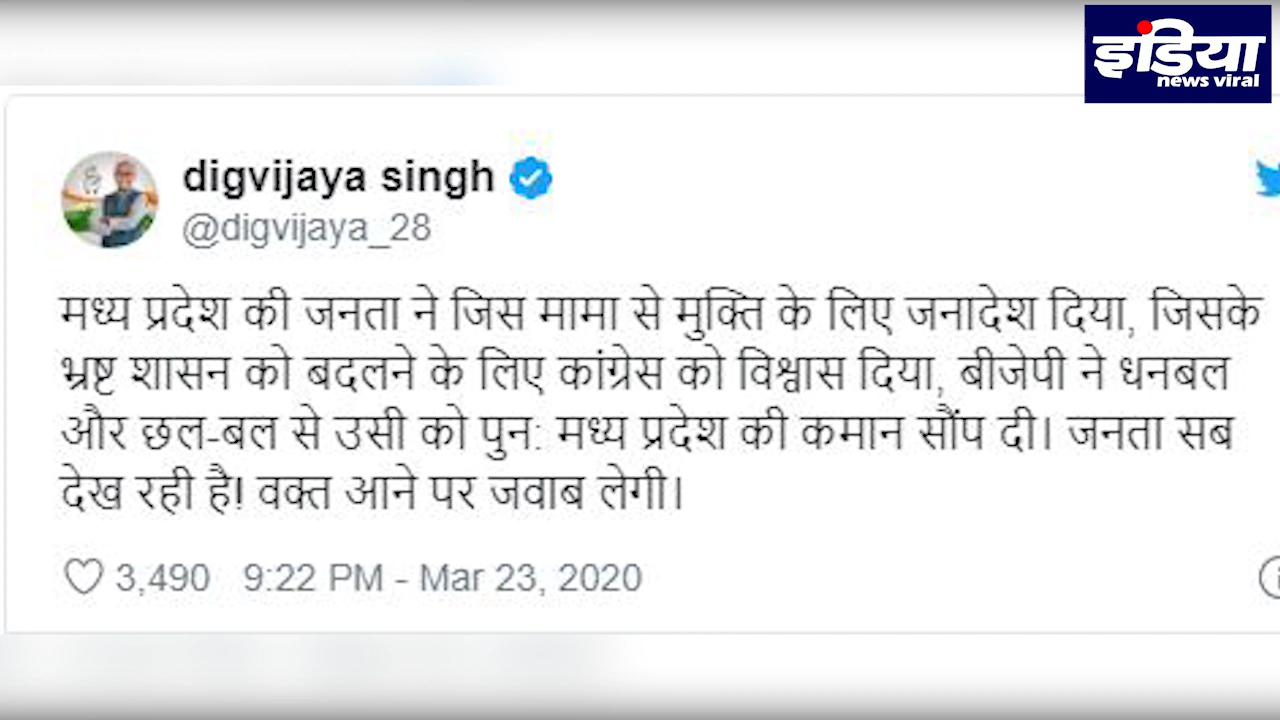 इंडिया
news viral
digvijaya singh
@digvijaya_28
मध्य प्रदेश की जनता ने जिस मामा से मुक्ति के लिए जनादेश दिया, जिसके
भ्रष्ट शासन को बदलने के लिए कांग्रेस को विश्वास दिया, बीजेपी ने धनबल
और छल-बल से उसी को पुन: मध्य प्रदेश की कमान सौंप दी। जनता सब
देख रही है! वक्त आने पर जवाब लेगी।
3,490 9:22 PM - Mar 23, 2020